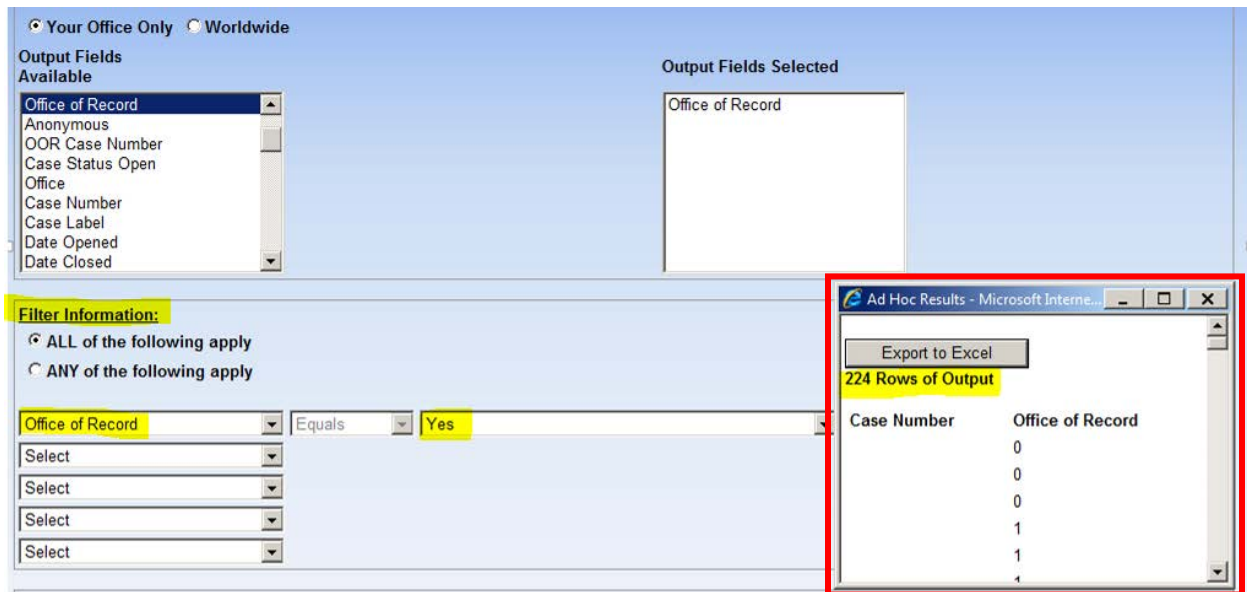 Your Office Only Worldwide
Output Fields
Available
Output Fields Selected
Office of Record
Anonymous
OOR Case Number
Case Status Open
Office
Case Number
Case Label
Date Opened
Date Closed
Office of Record
Filter Information:
ALL of the following apply
ANY of the following apply
Office of Record Equals Yes
Select
Select
Select
Select
Ad Hoc Results - Microsoft Interne...
Export to Excel
224 Rows of Output
Case Number Office of Record
0
0
0
1
1
1